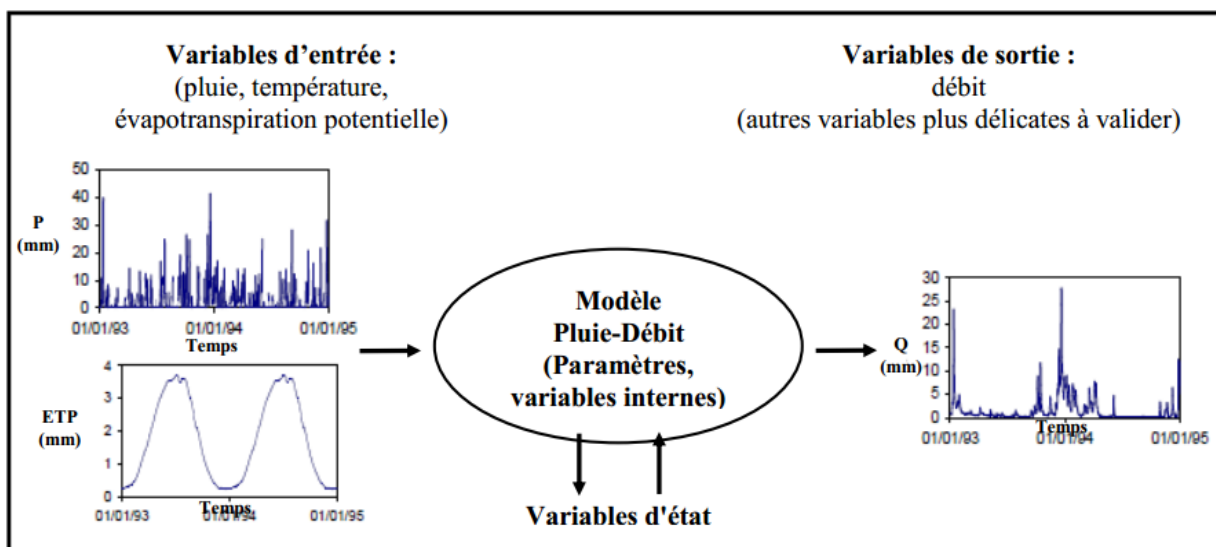 Variables d'entrée :
(pluie, température,
évapotranspiration potentielle)
Variables de sortie :
débit
(autres variables plus délicates à valider)
50
40
30
20
10
0
P
(mm)
01/01/93
01/01/94
01/01/95
Temps
4
3
2
1
0
ETP
(mm)
01/01/93
01/01/94
01/01/95
Temps
Modèle
Pluie-Débit
(Paramètres,
variables internes)
Variables d'état
30
25
20
15
10
5
0
Q
(mm)
01/01/93
01/01/94
01/01/95
Temps